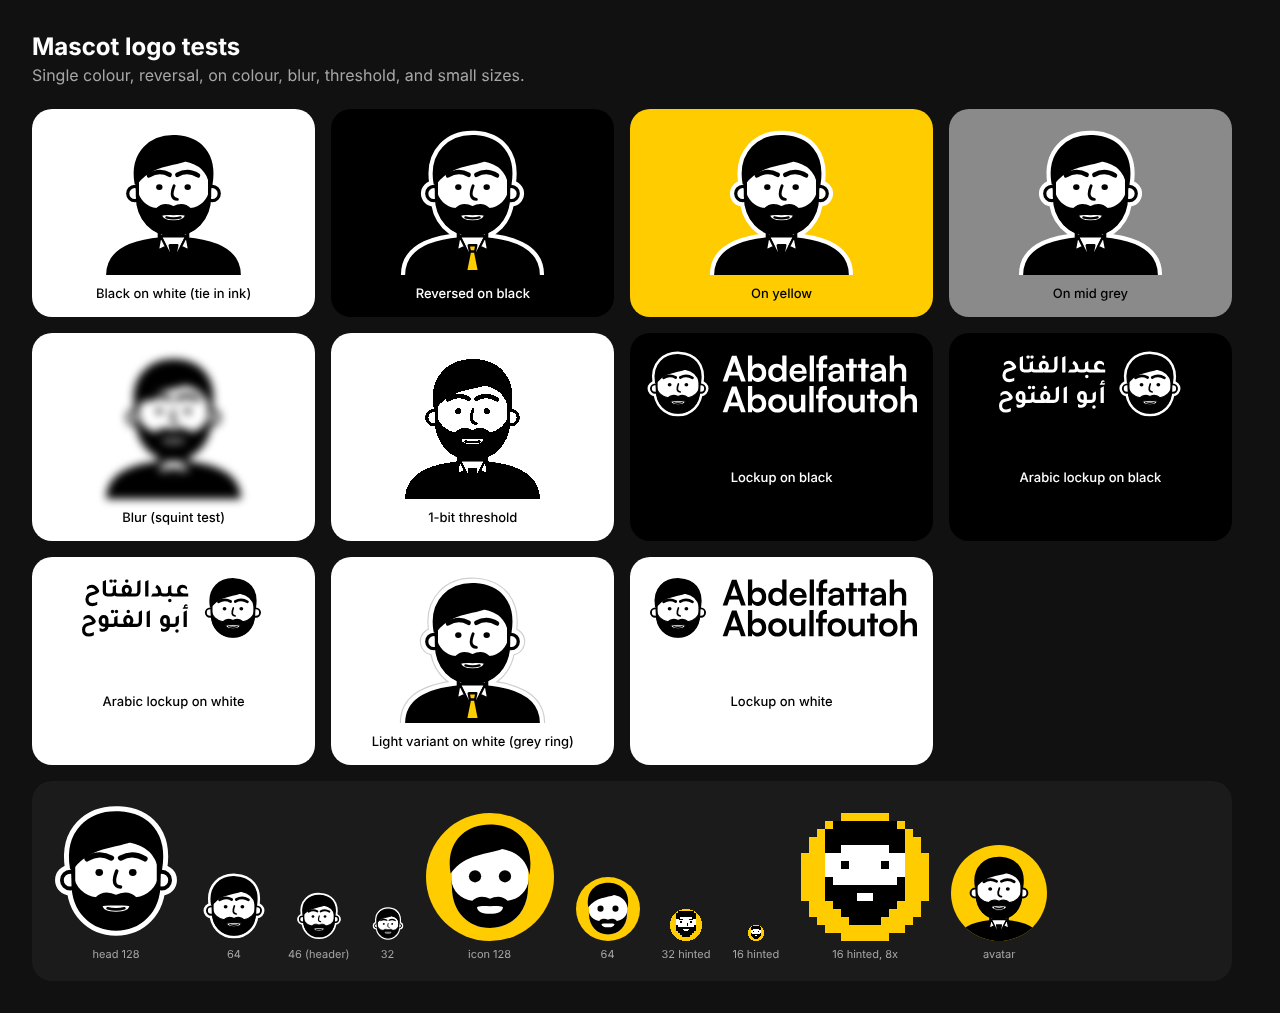 Mascot logo tests
Single colour, reversal, on colour, blur, threshold, and small sizes.
Black on white (tie in ink)
Reversed on black
On yellow
On mid grey
Blur (squint test)
1-bit threshold
Abdelfattah
Aboulfoutoh
Lockup on black
عبدالفتاح
أبو الفتوح
Arabic lockup on black
عبدالفتاح
أبو الفتوح
Arabic lockup on white
Light variant on white (grey ring)
Abdelfattah
Aboulfoutoh
Lockup on white
head 128
64
46 (header)
32
icon 128
64
32 hinted
16 hinted
16 hinted, 8x
avatar